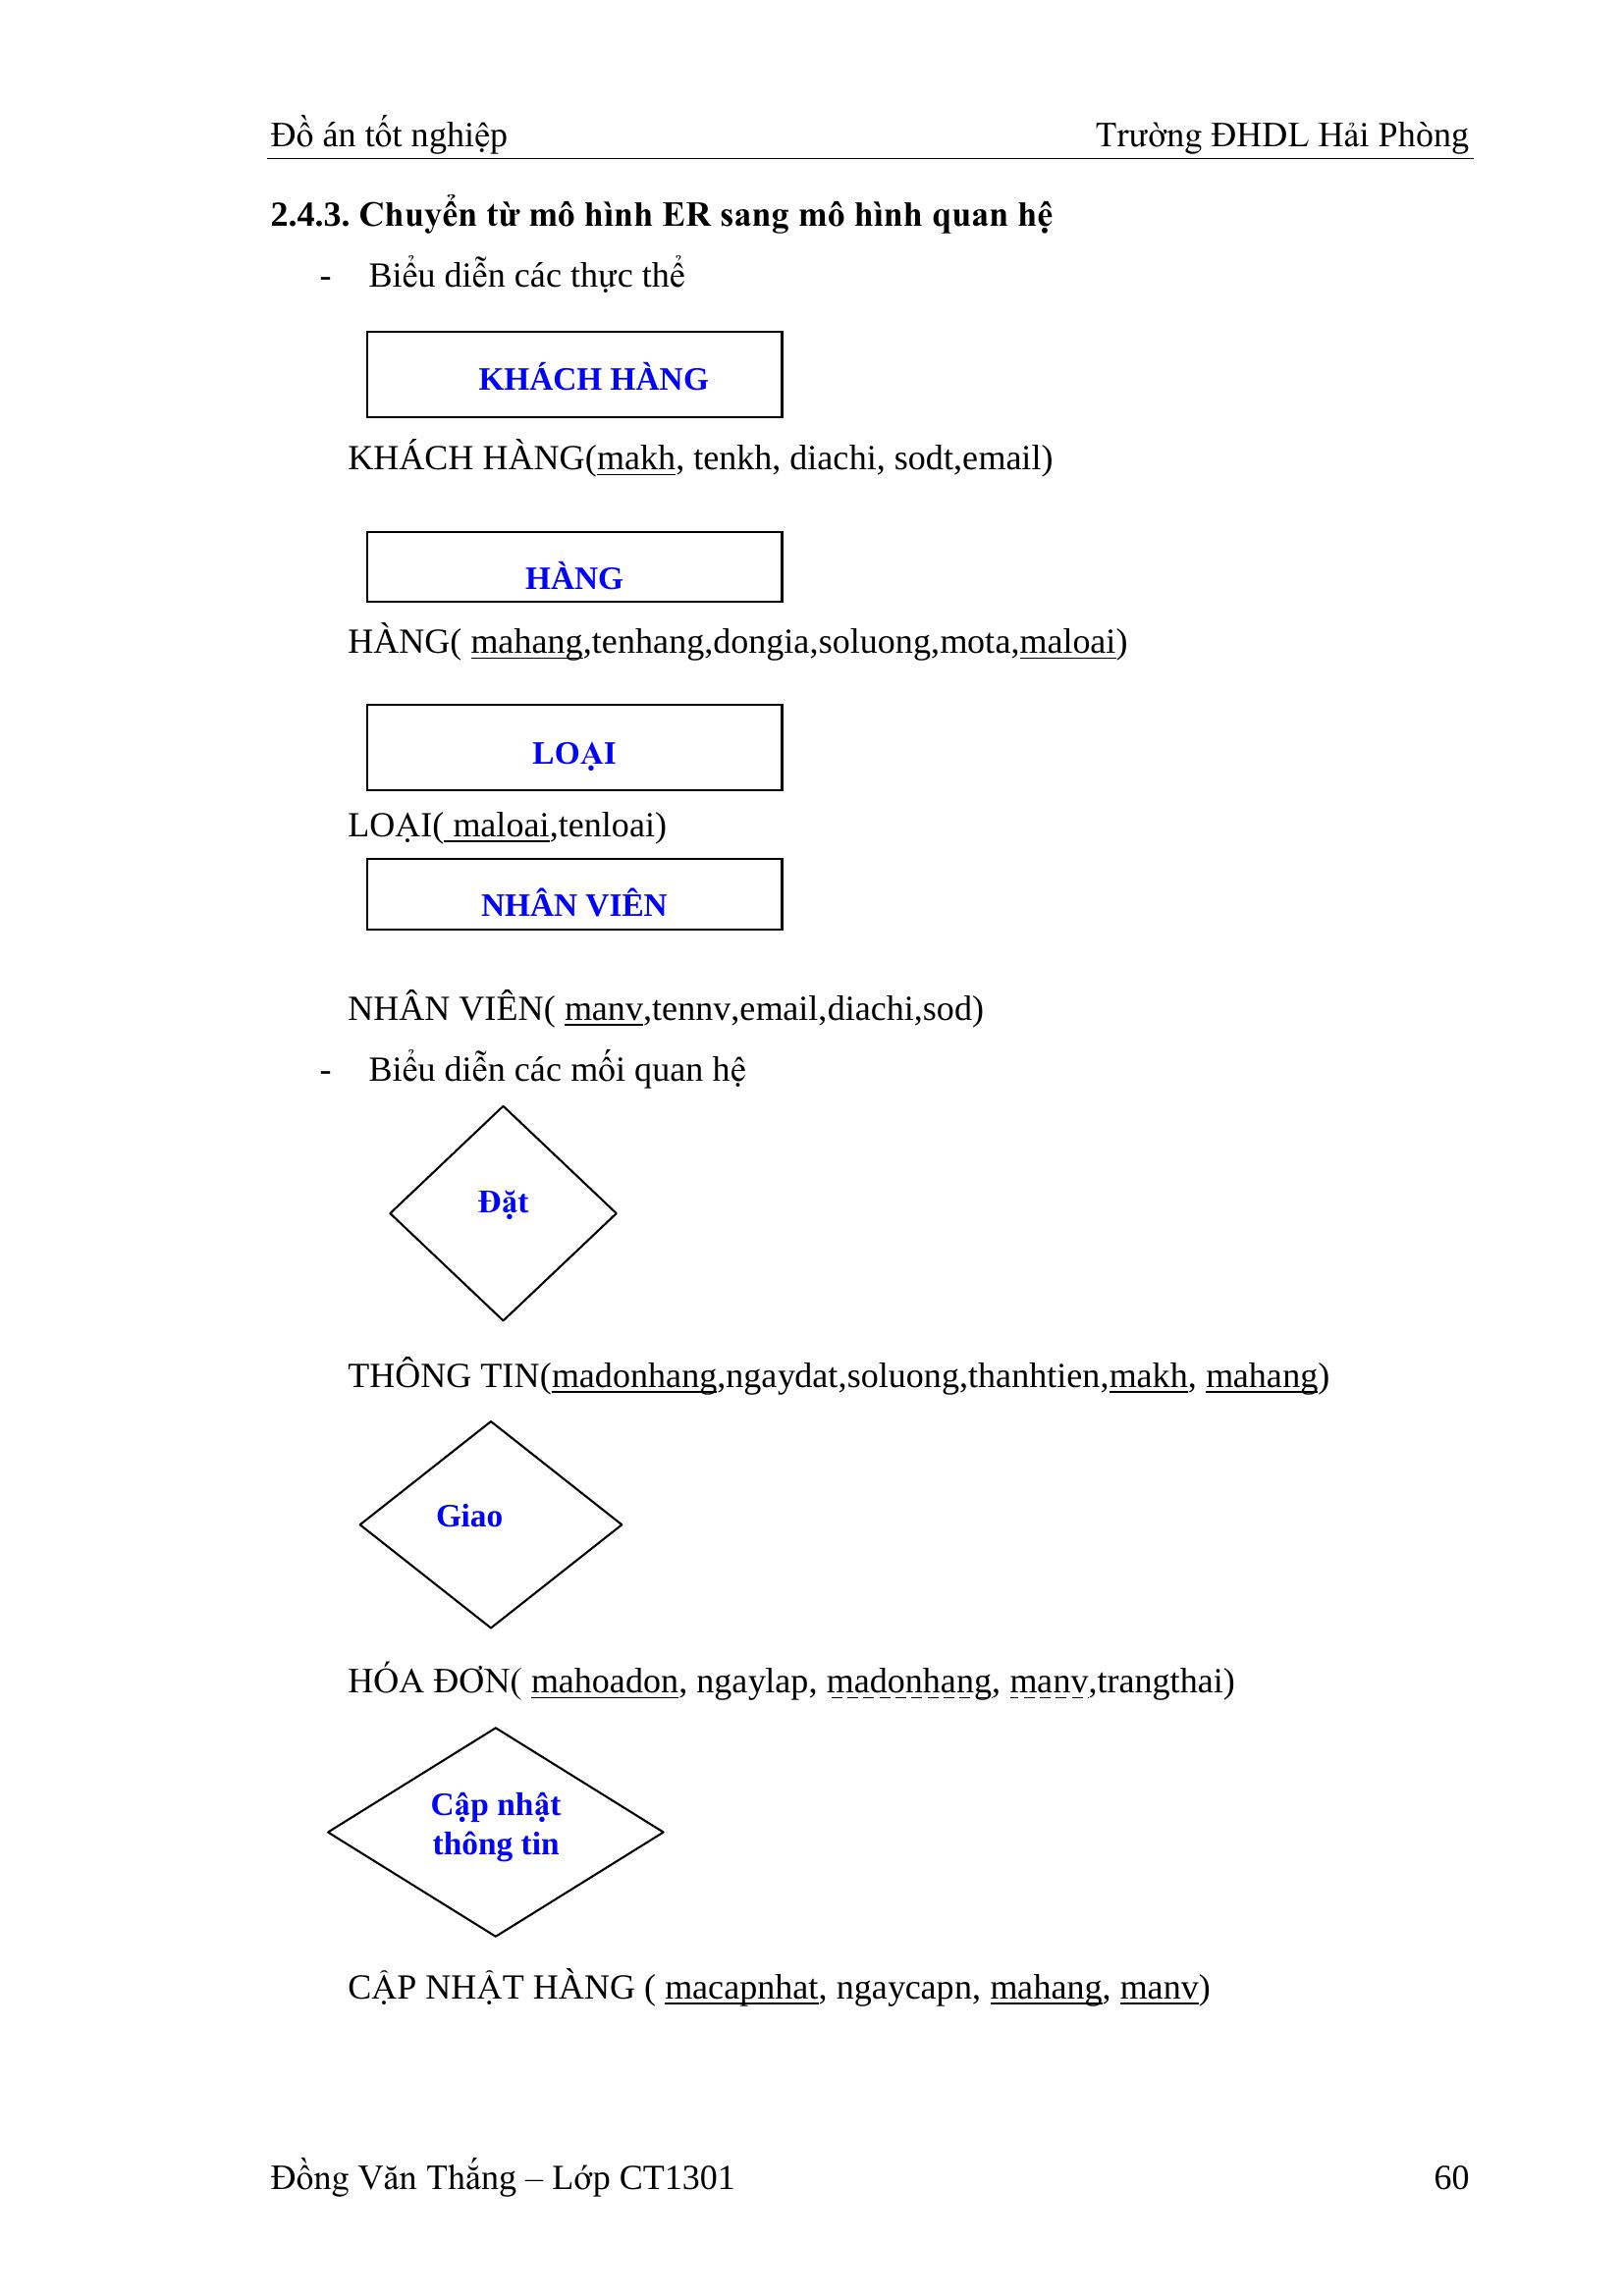 Đồ án tốt nghiệp Trường ĐHDL Hải Phòng
2.4.3. Chuyển từ mô hình ER sang mô hình quan hệ
- Biểu diễn các thực thể
KHÁCH HÀNG
KHÁCH HÀNG(makh, tenkh, diachi, sodt,email)
HÀNG
HÀNG( mahang,tenhang,dongia,soluong,mota,maloai)
LOẠI
LOẠI( maloai,tenloai)
NHÂN VIÊN
NHÂN VIÊN( manv,tennv,email,diachi,sod)
- Biểu diễn các mối quan hệ
Đặt
THÔNG TIN(madonhang,ngaydat,soluong,thanhtien,makh, mahang)
Giao
HÓA ĐƠN( mahoadon, ngaylap, madonhang, manv,trangthai)
Cập nhật
thông tin
CẬP NHẬT HÀNG ( macapnhat, ngaycapn, mahang, manv)
Đồng Văn Thắng – Lớp CT1301 60